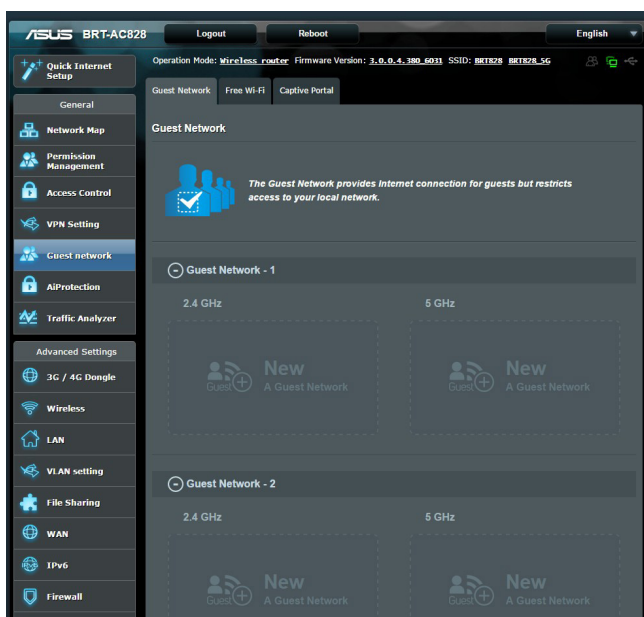 ASUS BRT-AC828 Logout Reboot English
Quick Internet
Setup
Operation Mode: Wireless router Firmware Version: 3.0.0.4.380_6031 SSID: BRT828 BRT828_5G
General
Network Map
Permission
Management
Access Control
VPN Setting
Guest network
AiProtection
Traffic Analyzer
Advanced Settings
3G / 4G Dongle
Wireless
LAN
VLAN setting
File Sharing
WAN
IPv6
IPv6
Firewall
Guest Network Free Wi-Fi Captive Portal
Guest Network
The Guest Network provides Internet connection for guests but restricts
access to your local network.
Guest Network - 1
2.4 GHz 5 GHz
Guest New Guest New
A Guest Network A Guest Network
Guest Network - 2
2.4 GHz 5 GHz
Guest New Guest New
A Guest Network A Guest Network